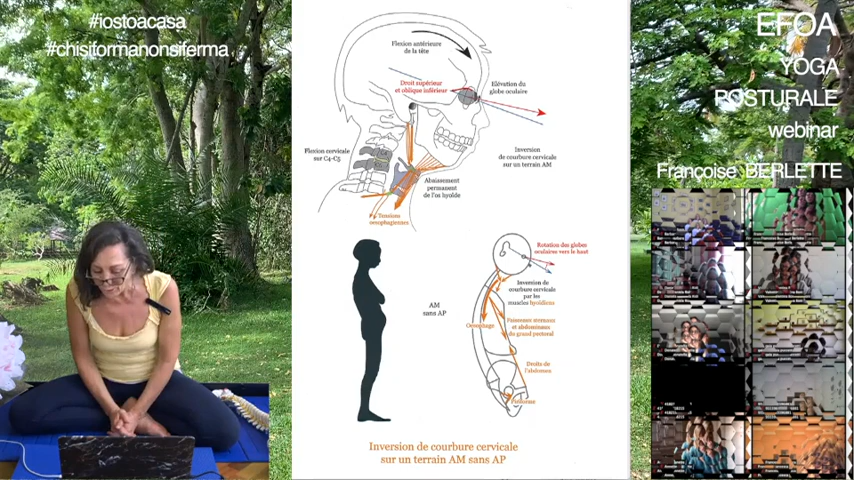 #iostoacasa
#chisiformanonsiferma
Flexion antérieure
de la tête
Droit supérieur
et oblique inférieur
Elévation du
globe oculaire
Flexion cervicale
sur C4-C5
Inversion
de courbure cervicale
sur un terrain AM
Abaissement
permanent
de l'os hyoïde
Tensions
oesophagiennes
Rotation des globes
oculaires vers le haut
AM
sans AP
Inversion de
courbure cervicale
par les
muscles hyoïdiens
Oesophage
Faisceaux sternaux
et abdominaux
du grand pectoral
Droits de
l'abdomen
Piriforme
Inversion de courbure cervicale
sur un terrain AM sans AP
EFOA
YOGA
POSTURALE
webinar
Françoise BERLETTE